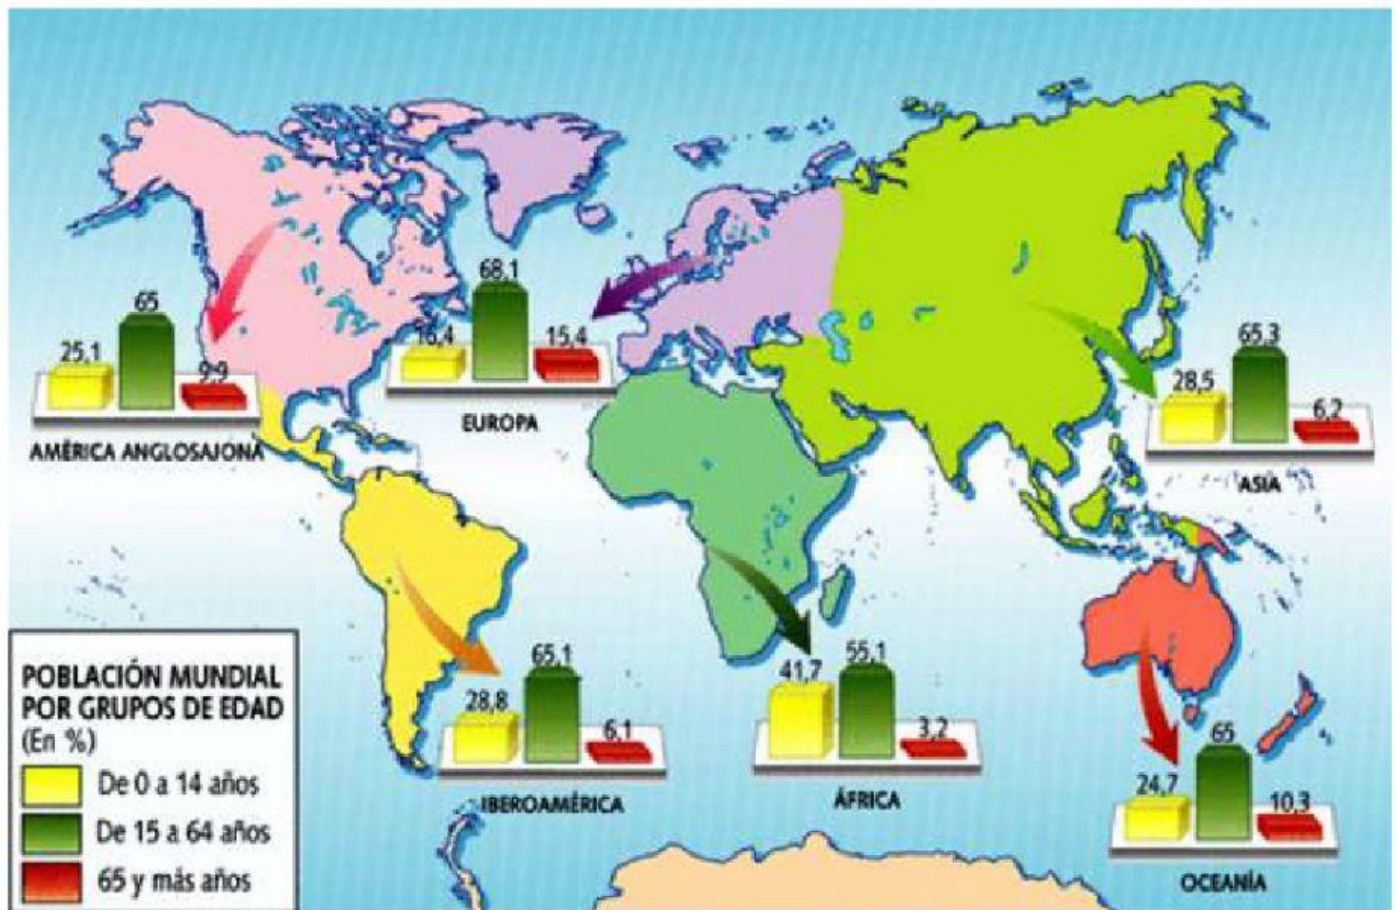 68,1
65
16,4
15,4
25,1
9,9
65,3
28,5
6,2
EUROPA
AMÉRICA ANGLOSAJONA
ASIA
65,1
28,8
6,1
55,1
41,7
3,2
65
24,7
10,3
IBEROAMÉRICA
ÁFRICA
OCEANÍA
POBLACIÓN MUNDIAL
POR GRUPOS DE EDAD
(En %)
De 0 a 14 años
De 15 a 64 años
65 y más años